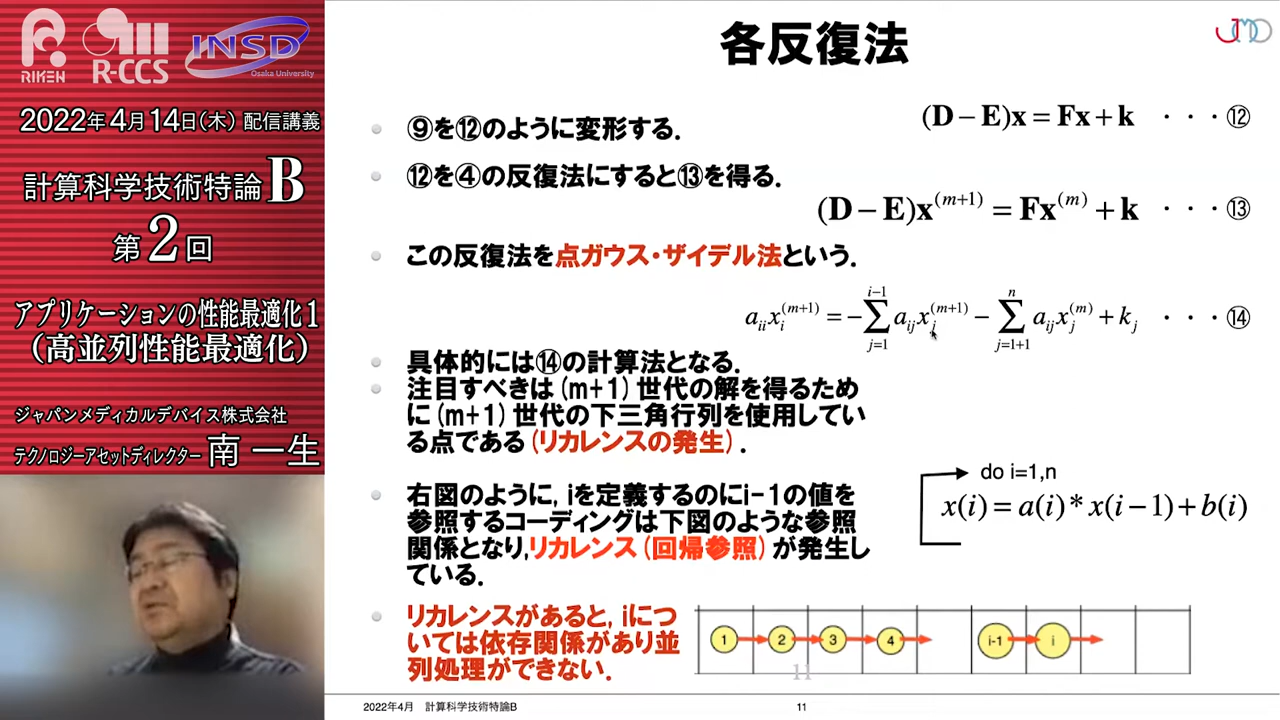 RIKEN
R-CCS
INSD
Osaka University
2022年4月14日(木) 配信講義
計算科学技術特論B
第2回
アプリケーションの性能最適化1
(高並列性能最適化)
ジャパンメディカルデバイス株式会社
テクノロジーアセットディレクター 南 一生
JMD
各反復法
• ⑨を⑫のように変形する.
(D − E)x = Fx + k ・・・⑫
• ⑫を④の反復法にすると⑬を得る.
(D − E)x^(m+1) = Fx^(m) + k ・・・⑬
• この反復法を点ガウス・ザイデル法という.
a_ii x_i^(m+1) = −∑_{j=1}^{i-1} a_ij x_j^(m+1) − ∑_{j=1+1}^{n} a_ij x_j^(m) + k_j ・・・⑭
• 具体的には⑭の計算法となる.
• 注目すべきは(m+1)世代の解を得るため
に(m+1)世代の下三角行列を使用してい
る点である(リカレンスの発生).
• 右図のように, iを定義するのにi-1の値を
参照するコーディングは下図のような参照
関係となり,リカレンス(回帰参照)が発生し
ている.
do i=1,n
x(i) = a(i) * x(i−1) + b(i)
• リカレンスがあると, iにつ
いては依存関係があり並
列処理ができない.
1 2 3 4 i-1 i
11
2022年4月 計算科学技術特論B 11